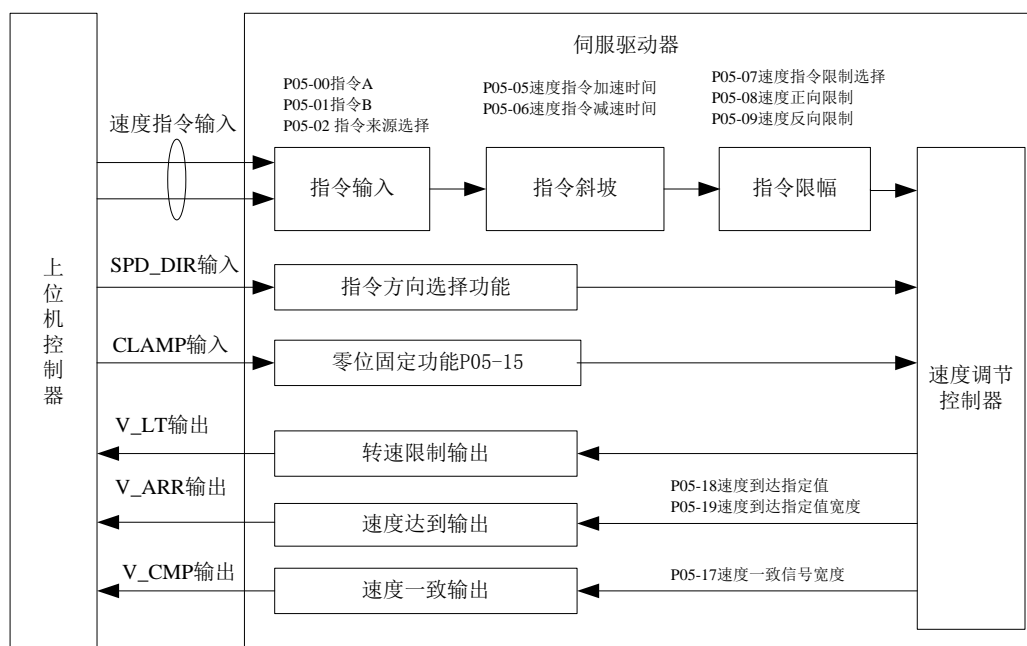 伺服驱动器
P05-00指令A
P05-01指令B
P05-02 指令来源选择
P05-05速度指令加速时间
P05-06速度指令减速时间
P05-07速度指令限制选择
P05-08速度正向限制
P05-09速度反向限制
速度指令输入
指令输入
指令斜坡
指令限幅
上位机控制器
SPD_DIR输入
指令方向选择功能
CLAMP输入
零位固定功能P05-15
速度调节
控制器
V_LT输出
转速限制输出
V_ARR输出
速度达到输出
P05-18速度到达指定值
P05-19速度到达指定值宽度
V_CMP输出
速度一致输出
P05-17速度一致信号宽度